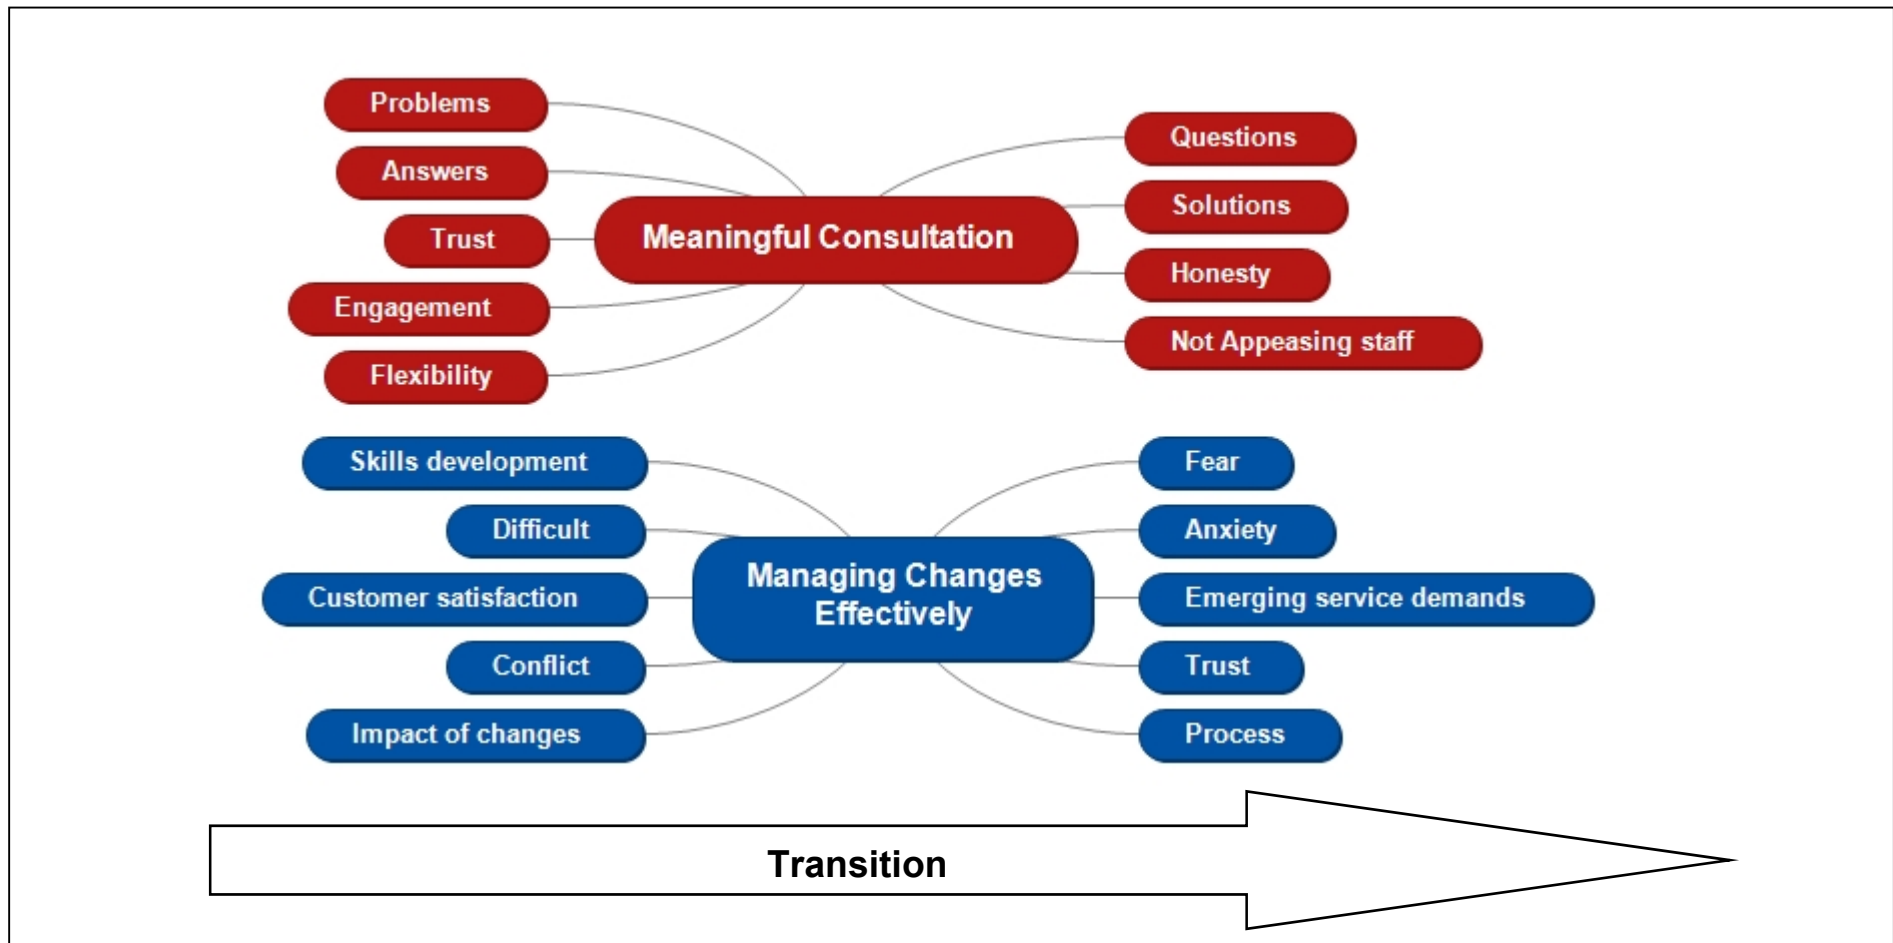 Problems
Answers
Trust
Engagement
Flexibility
Meaningful Consultation
Questions
Solutions
Honesty
Not Appeasing staff
Skills development
Difficult
Customer satisfaction
Conflict
Impact of changes
Managing Changes
Effectively
Fear
Anxiety
Emerging service demands
Trust
Process
Transition